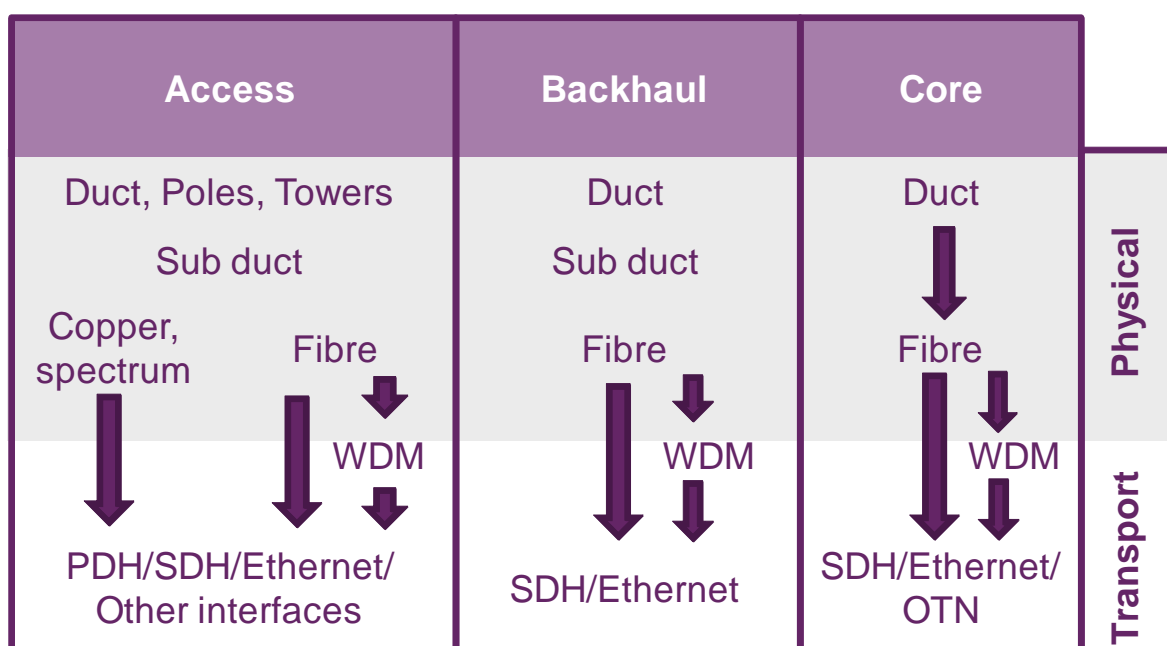 Access
Backhaul
Core
Duct, Poles, Towers
Duct
Duct
Sub duct
Sub duct
Copper,
spectrum
Fibre
Fibre
Fibre
WDM
WDM
WDM
PDH/SDH/Ethernet/
Other interfaces
SDH/Ethernet
SDH/Ethernet/
OTN
Physical
Transport